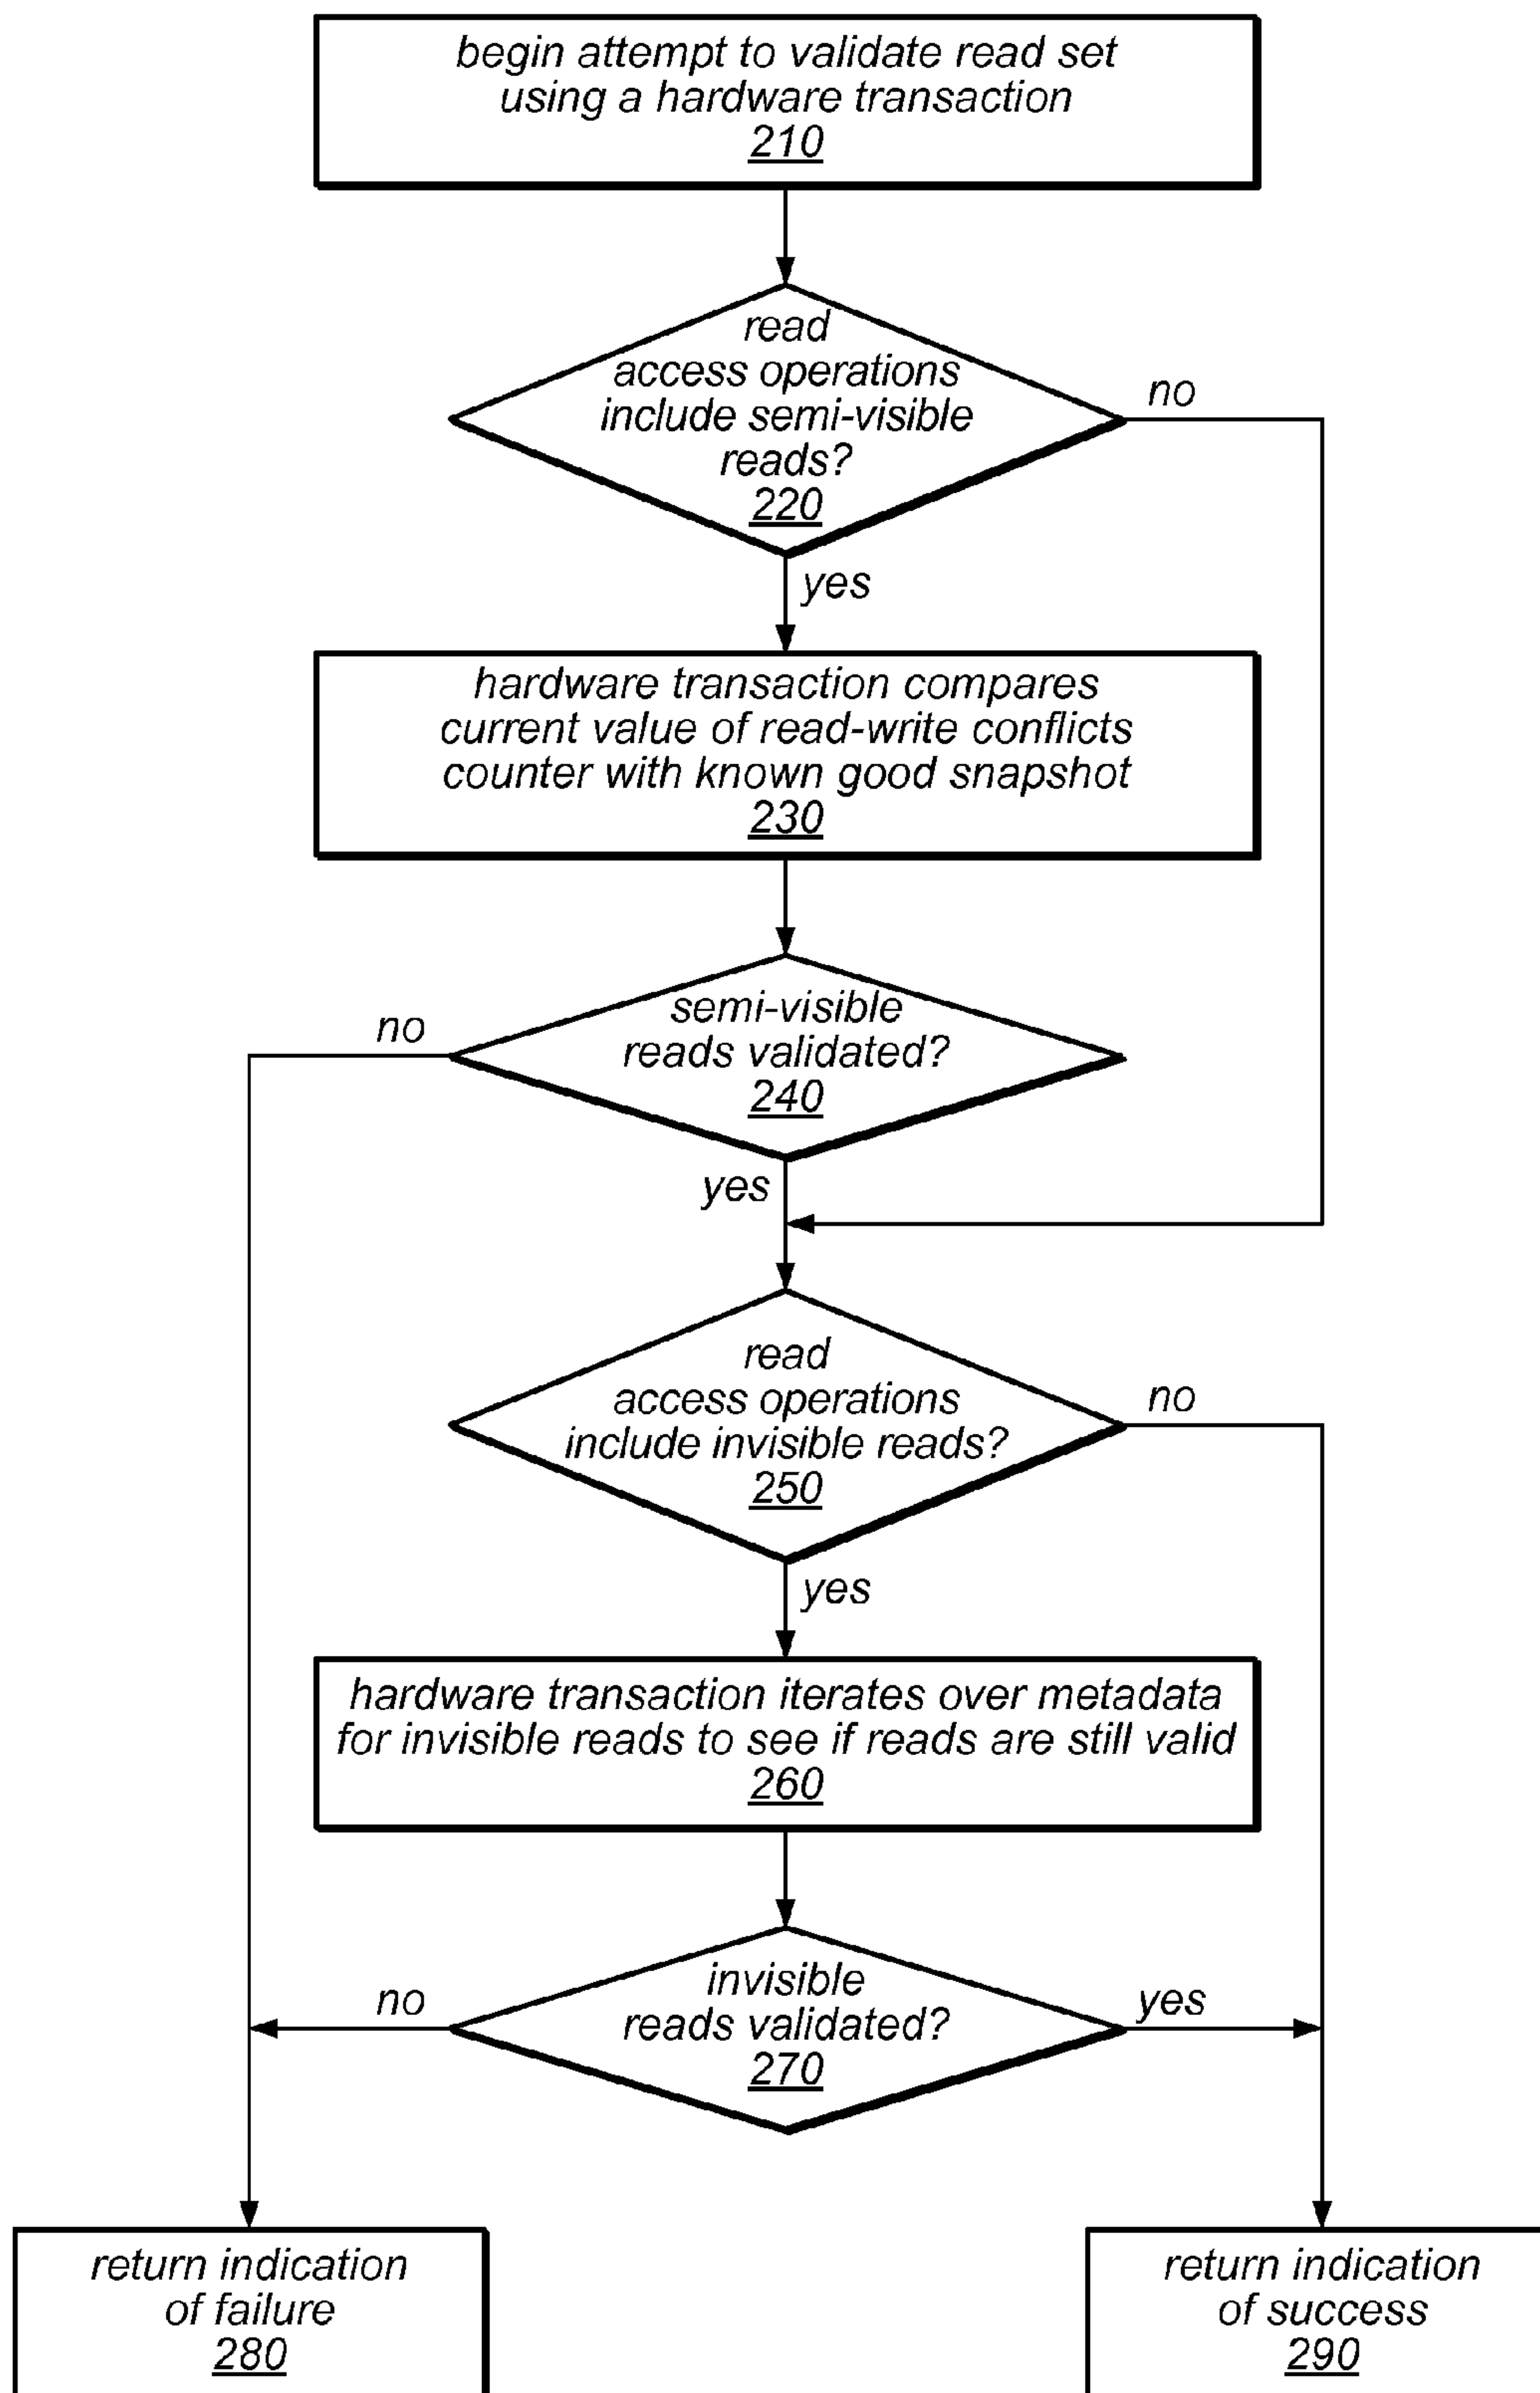 begin attempt to validate read set
using a hardware transaction
210
read
access operations
include semi-visible
reads?
220
no
yes
hardware transaction compares
current value of read-write conflicts
counter with known good snapshot
230
semi-visible
reads validated?
240
no
yes
read
access operations
include invisible reads?
250
no
yes
hardware transaction iterates over metadata
for invisible reads to see if reads are still valid
260
invisible
reads validated?
270
no
yes
return indication
of failure
280
return indication
of success
290